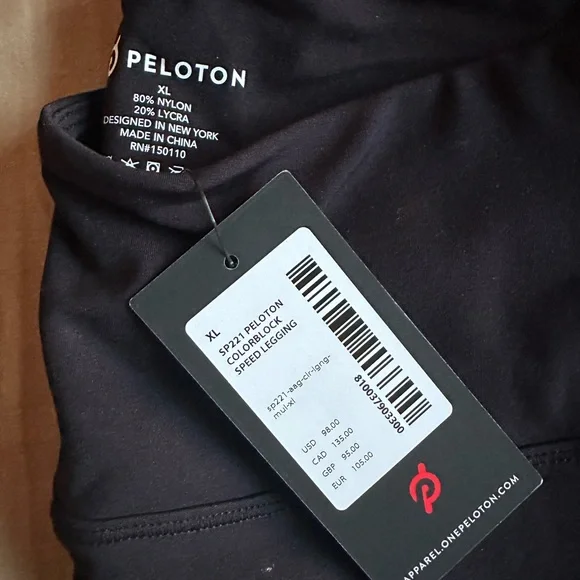 PELOTON
XL
80% NYLON
20% LYCRA
DESIGNED IN NEW YORK
MADE IN CHINA
RN#150110
XL
SP221 PELOTON
COLORBLOCK
SPEED LEGGING
sp221-aag-clr-lgng-
mul-xl
USD 98.00
CAD 135.00
GBP 95.00
EUR 105.00
810037903300
APPAREL.ONEPELOTON.COM